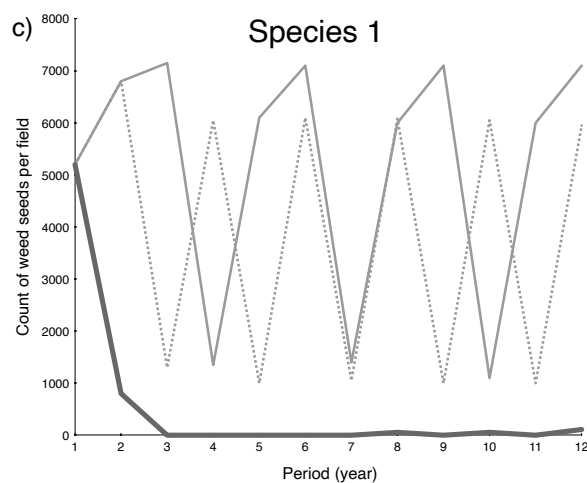 c)
Species 1
Count of weed seeds per field
8000
7000
6000
5000
4000
3000
2000
1000
0
1 2 3 4 5 6 7 8 9 10 11 12
Period (year)